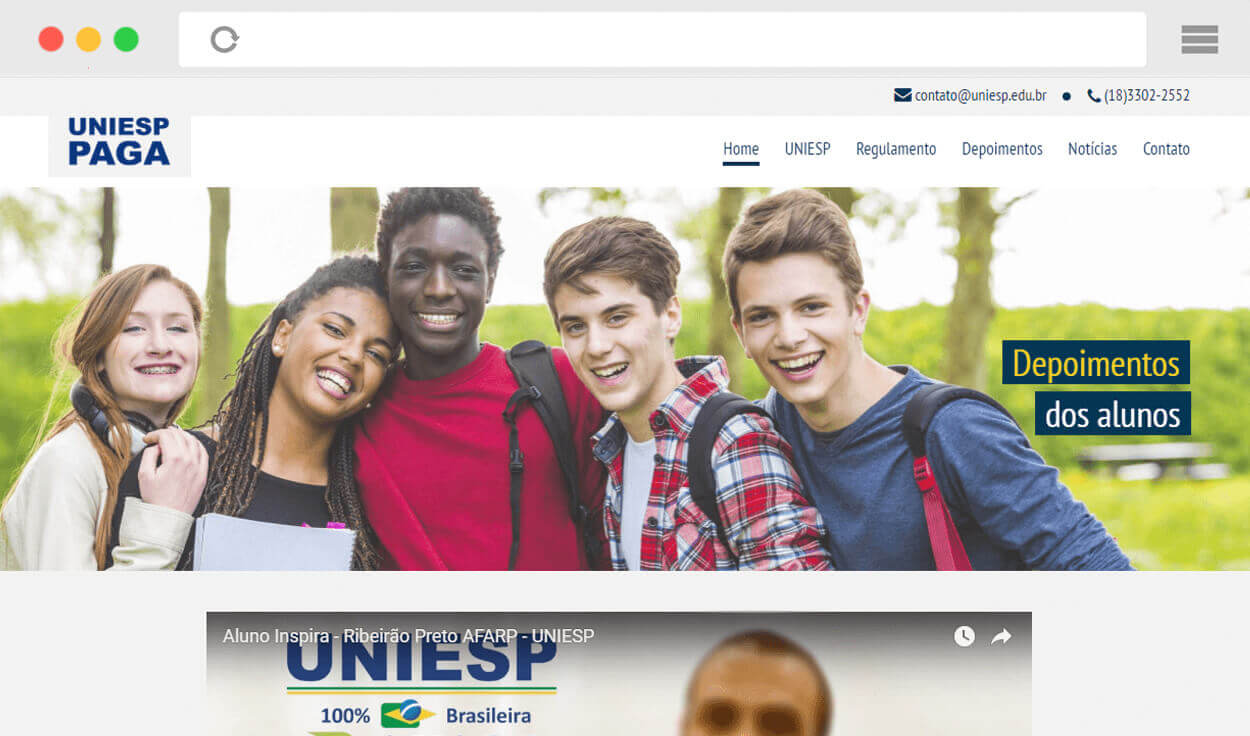 contato@uniesp.edu.br
(18)3302-2552
UNIESP
PAGA
Home
UNIESP
Regulamento
Depoimentos
Notícias
Contato
Depoimentos
dos alunos
Aluno Inspira - Ribeirão Preto AFARP - UNIESP
UNIESP
100% Brasileira